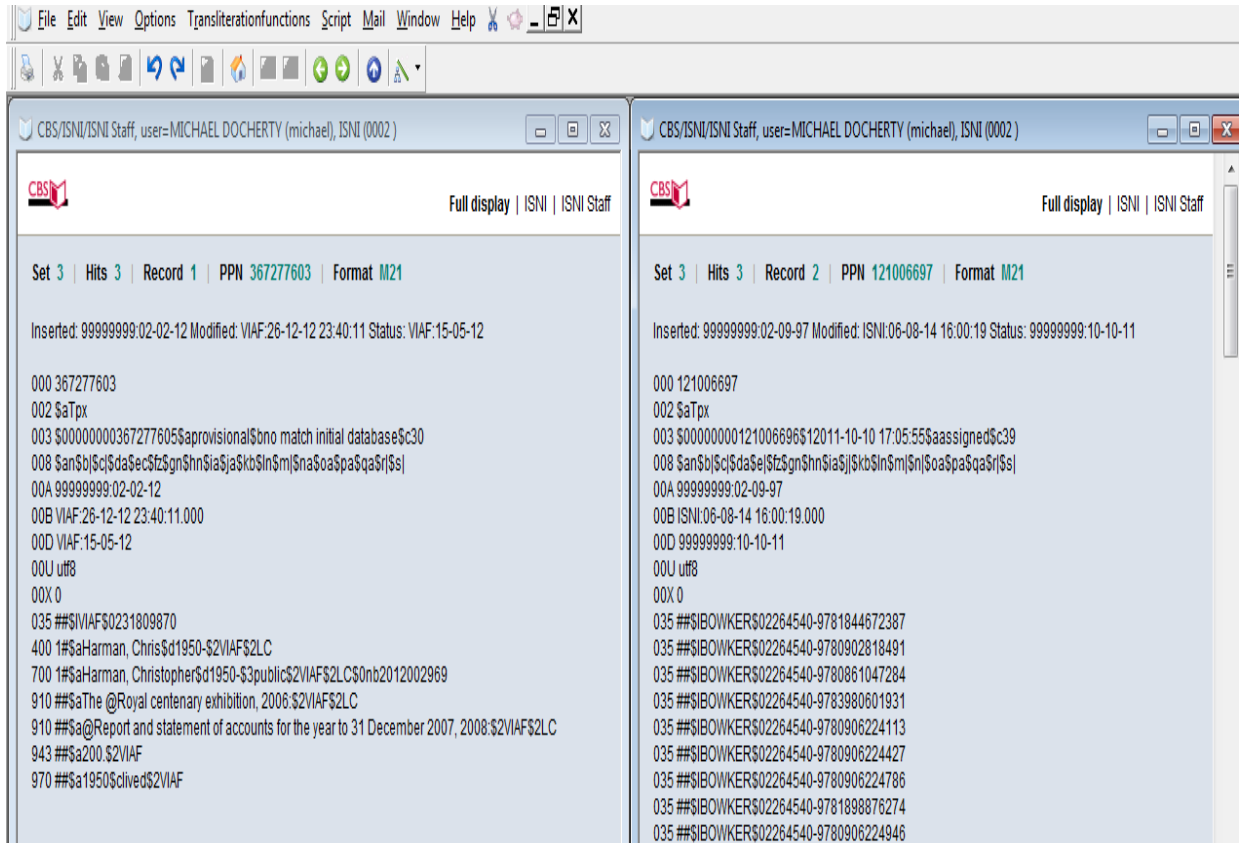 File Edit View Options Transliterationfunctions Script Mail Window Help
CBS/ISNI/ISNI Staff, user=MICHAEL DOCHERTY (michael), ISNI (0002 )
CBS
Full display | ISNI | ISNI Staff
Set 3 | Hits 3 | Record 1 | PPN 367277603 | Format M21
Inserted: 99999999:02-02-12 Modified: VIAF:26-12-12 23:40:11 Status: VIAF:15-05-12
000 367277603
002 $aTpx
003 $00000000367277605$aprovisional$bno match initial database$c30
008 $an$b|$c|$da$ec$fz$gn$hn$ia$ja$kb$ln$m|$na$oa$pa$qa$r|$s|
00A 99999999:02-02-12
00B VIAF:26-12-12 23:40:11.000
00D VIAF:15-05-12
00U utf8
00X 0
035 ##$IVIAF$0231809870
400 1#$aHarman, Chris$d1950-$2VIAF$2LC
700 1#$aHarman, Christopher$d1950-$3public$2VIAF$2LC$0nb2012002969
910 ##$aThe @Royal centenary exhibition, 2006:$2VIAF$2LC
910 ##$a@Report and statement of accounts for the year to 31 December 2007, 2008:$2VIAF$2LC
943 ##$a200.$2VIAF
970 ##$a1950$clived$2VIAF
CBS/ISNI/ISNI Staff, user=MICHAEL DOCHERTY (michael), ISNI (0002 )
CBS
Full display | ISNI | ISNI Staff
Set 3 | Hits 3 | Record 2 | PPN 121006697 | Format M21
Inserted: 99999999:02-09-97 Modified: ISNI:06-08-14 16:00:19 Status: 99999999:10-10-11
000 121006697
002 $aTpx
003 $00000000121006696$12011-10-10 17:05:55$aassigned$c39
008 $an$b|$c|$da$e|$fz$gn$hn$ia$j|$kb$ln$m|$n|$oa$pa$qa$r|$s|
00A 99999999:02-09-97
00B ISNI:06-08-14 16:00:19.000
00D 99999999:10-10-11
00U utf8
00X 0
035 ##$IBOWKER$02264540-9781844672387
035 ##$IBOWKER$02264540-9780902818491
035 ##$IBOWKER$02264540-9780861047284
035 ##$IBOWKER$02264540-9783980601931
035 ##$IBOWKER$02264540-9780906224113
035 ##$IBOWKER$02264540-9780906224427
035 ##$IBOWKER$02264540-9780906224786
035 ##$IBOWKER$02264540-9781898876274
035 ##$IBOWKER$02264540-9780906224946